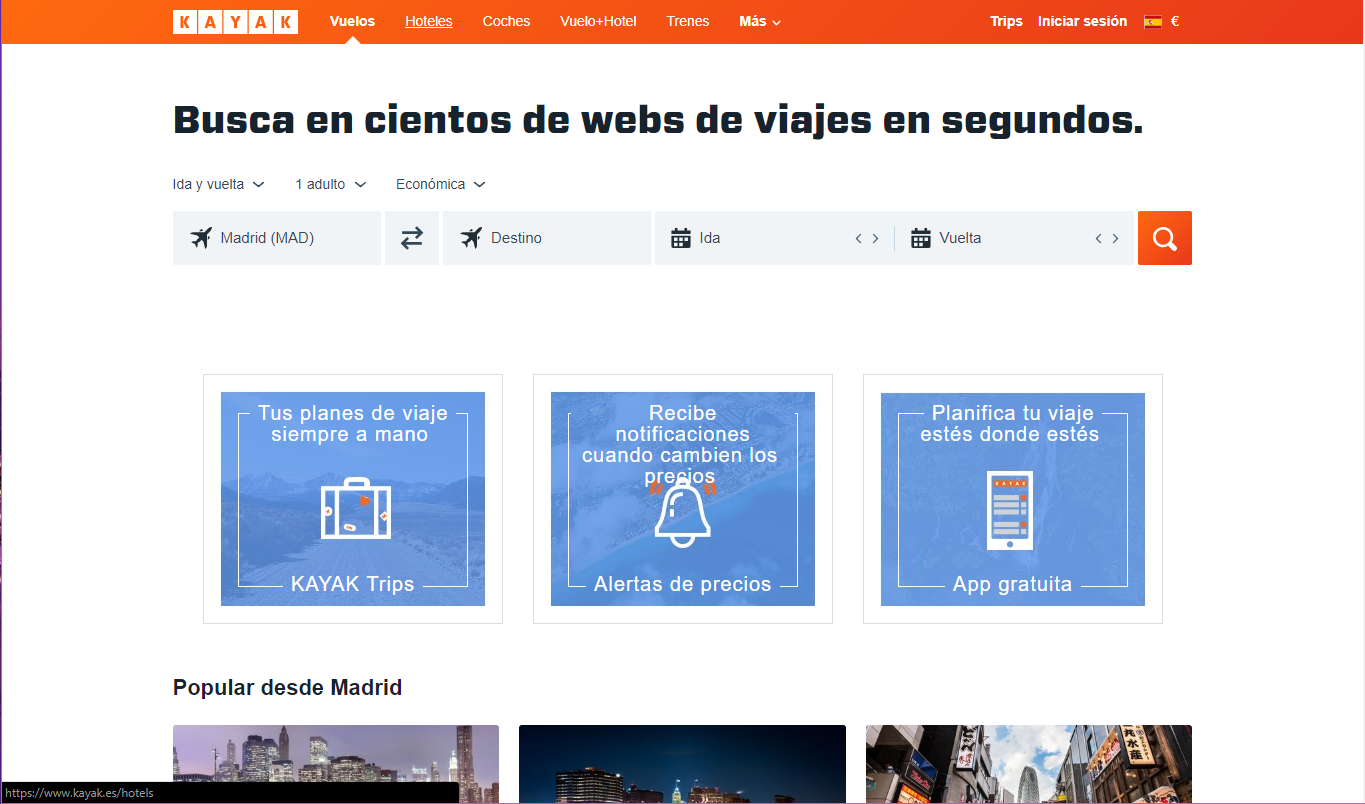 KAYAK Vuelos Hoteles Coches Vuelo+Hotel Trenes Más Trips Iniciar sesión €
Busca en cientos de webs de viajes en segundos.
Ida y vuelta 1 adulto Económica
Madrid (MAD) Destino Ida Vuelta
Tus planes de viaje
siempre a mano
KAYAK Trips
Recibe
notificaciones
cuando cambien los
precios
Alertas de precios
Planifica tu viaje
estés donde estés
KAYAK
App gratuita
Popular desde Madrid
https://www.kayak.es/hotels